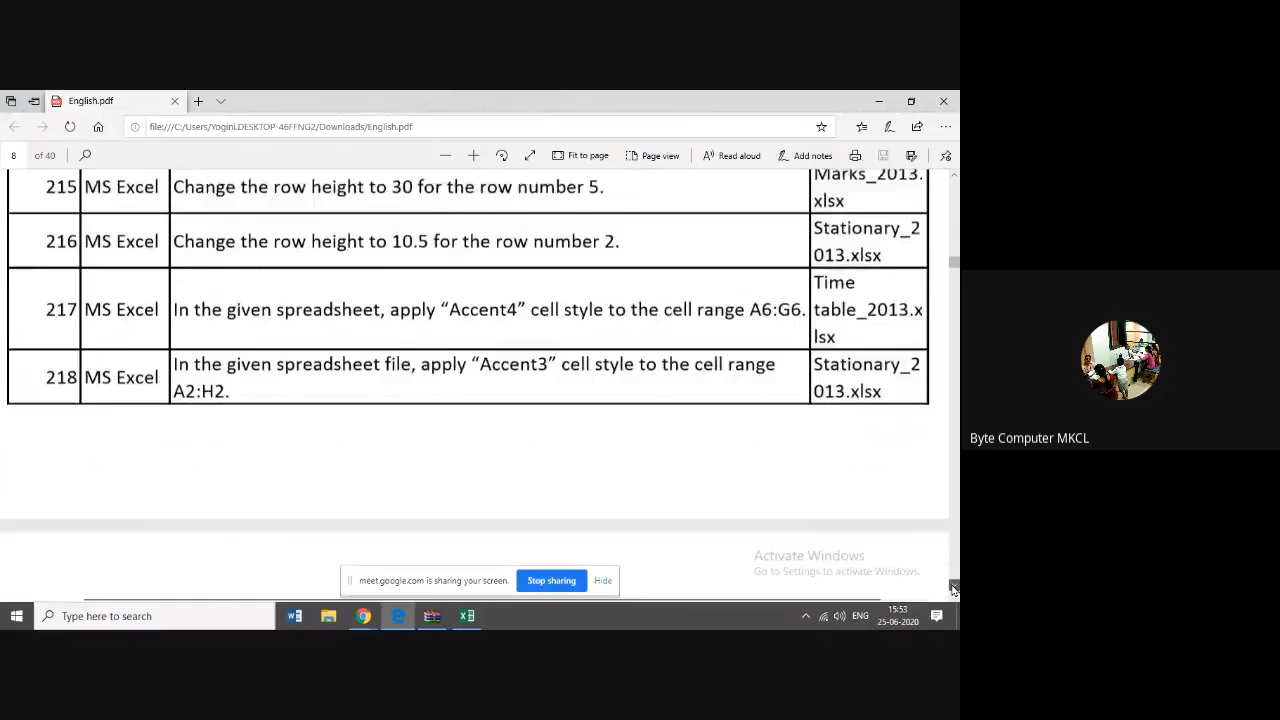 English.pdf
file:///C:/Users/Yogini.DESKTOP-46FFNG2/Downloads/English.pdf
8 of 40 Fit to page Page view Read aloud Add notes
215 MS Excel Change the row height to 30 for the row number 5. Marks_2013.
xlsx
216 MS Excel Change the row height to 10.5 for the row number 2. Stationary_2
013.xlsx
217 MS Excel In the given spreadsheet, apply “Accent4” cell style to the cell range A6:G6. Time
table_2013.x
lsx
218 MS Excel In the given spreadsheet file, apply “Accent3” cell style to the cell range
A2:H2.
Stationary_2
013.xlsx
Byte Computer MKCL
Activate Windows
Go to Settings to activate Windows.
meet.google.com is sharing your screen. Stop sharing Hide
Type here to search
ENG
15:53
25-06-2020